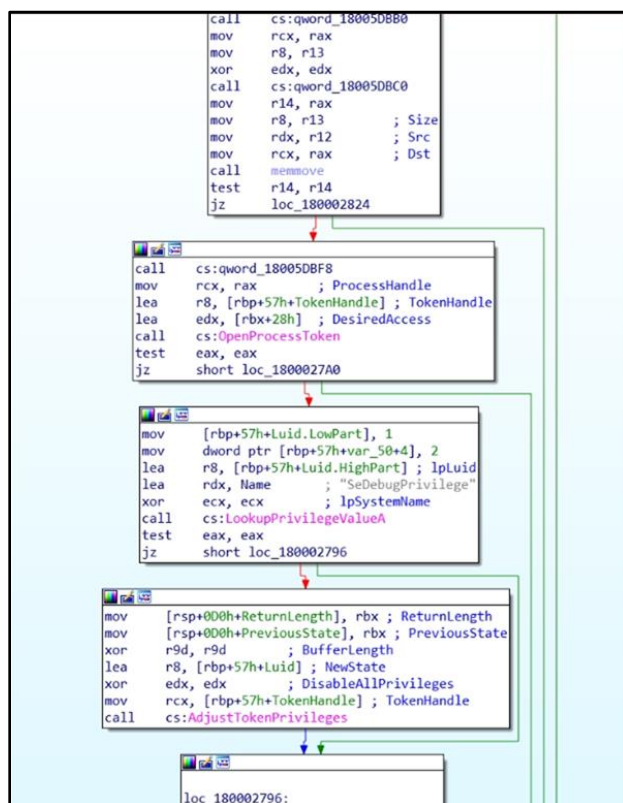 call cs:qword_18005DBB0
mov rcx, rax
mov r8, r13
xor edx, edx
call cs:qword_18005DBC0
mov r14, rax
mov r8, r13 ; Size
mov rdx, r12 ; Src
mov rcx, rax ; Dst
call memmove
test r14, r14
jz loc_180002824
call cs:qword_18005DBF8
mov rcx, rax ; ProcessHandle
lea r8, [rbp+57h+TokenHandle] ; TokenHandle
lea edx, [rbx+28h] ; DesiredAccess
call cs:OpenProcessToken
test eax, eax
jz short loc_1800027A0
mov [rbp+57h+Luid.LowPart], 1
mov dword ptr [rbp+57h+var_50+4], 2
lea r8, [rbp+57h+Luid.HighPart] ; lpLuid
lea rdx, Name ; "SeDebugPrivilege"
xor ecx, ecx ; lpSystemName
call cs:LookupPrivilegeValueA
test eax, eax
jz short loc_180002796
mov [rsp+0D0h+ReturnLength], rbx ; ReturnLength
mov [rsp+0D0h+PreviousState], rbx ; PreviousState
xor r9d, r9d ; BufferLength
lea r8, [rbp+57h+Luid] ; NewState
xor edx, edx ; DisableAllPrivileges
mov rcx, [rbp+57h+TokenHandle] ; TokenHandle
call cs:AdjustTokenPrivileges
loc_180002796: